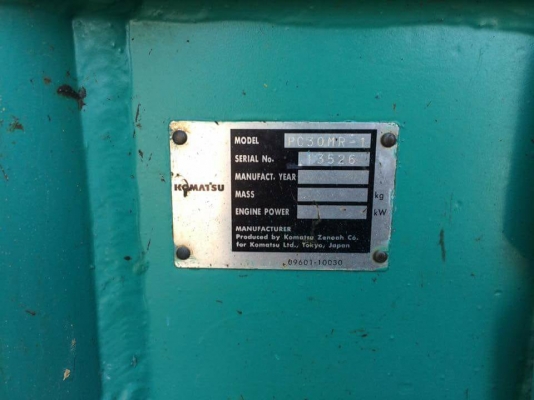 KOMATSU
MODEL PC30MR-1
SERIAL No. 13526
MANUFACT. YEAR
MASS kg
ENGINE POWER kW
MANUFACTURER
Produced by Komatsu Zenoah Co.
for Komatsu Ltd., Tokyo, Japan
09601-10030